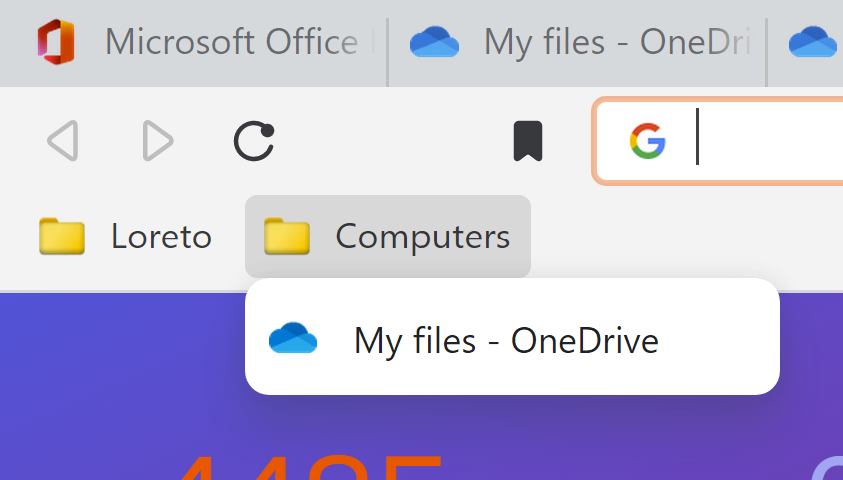 Microsoft Office
My files - OneDri
Loreto
Computers
My files - OneDrive